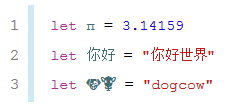 1 let π = 3.14159
2 let 你好 = "你好世界"
3 let 🐶🐮 = "dogcow"